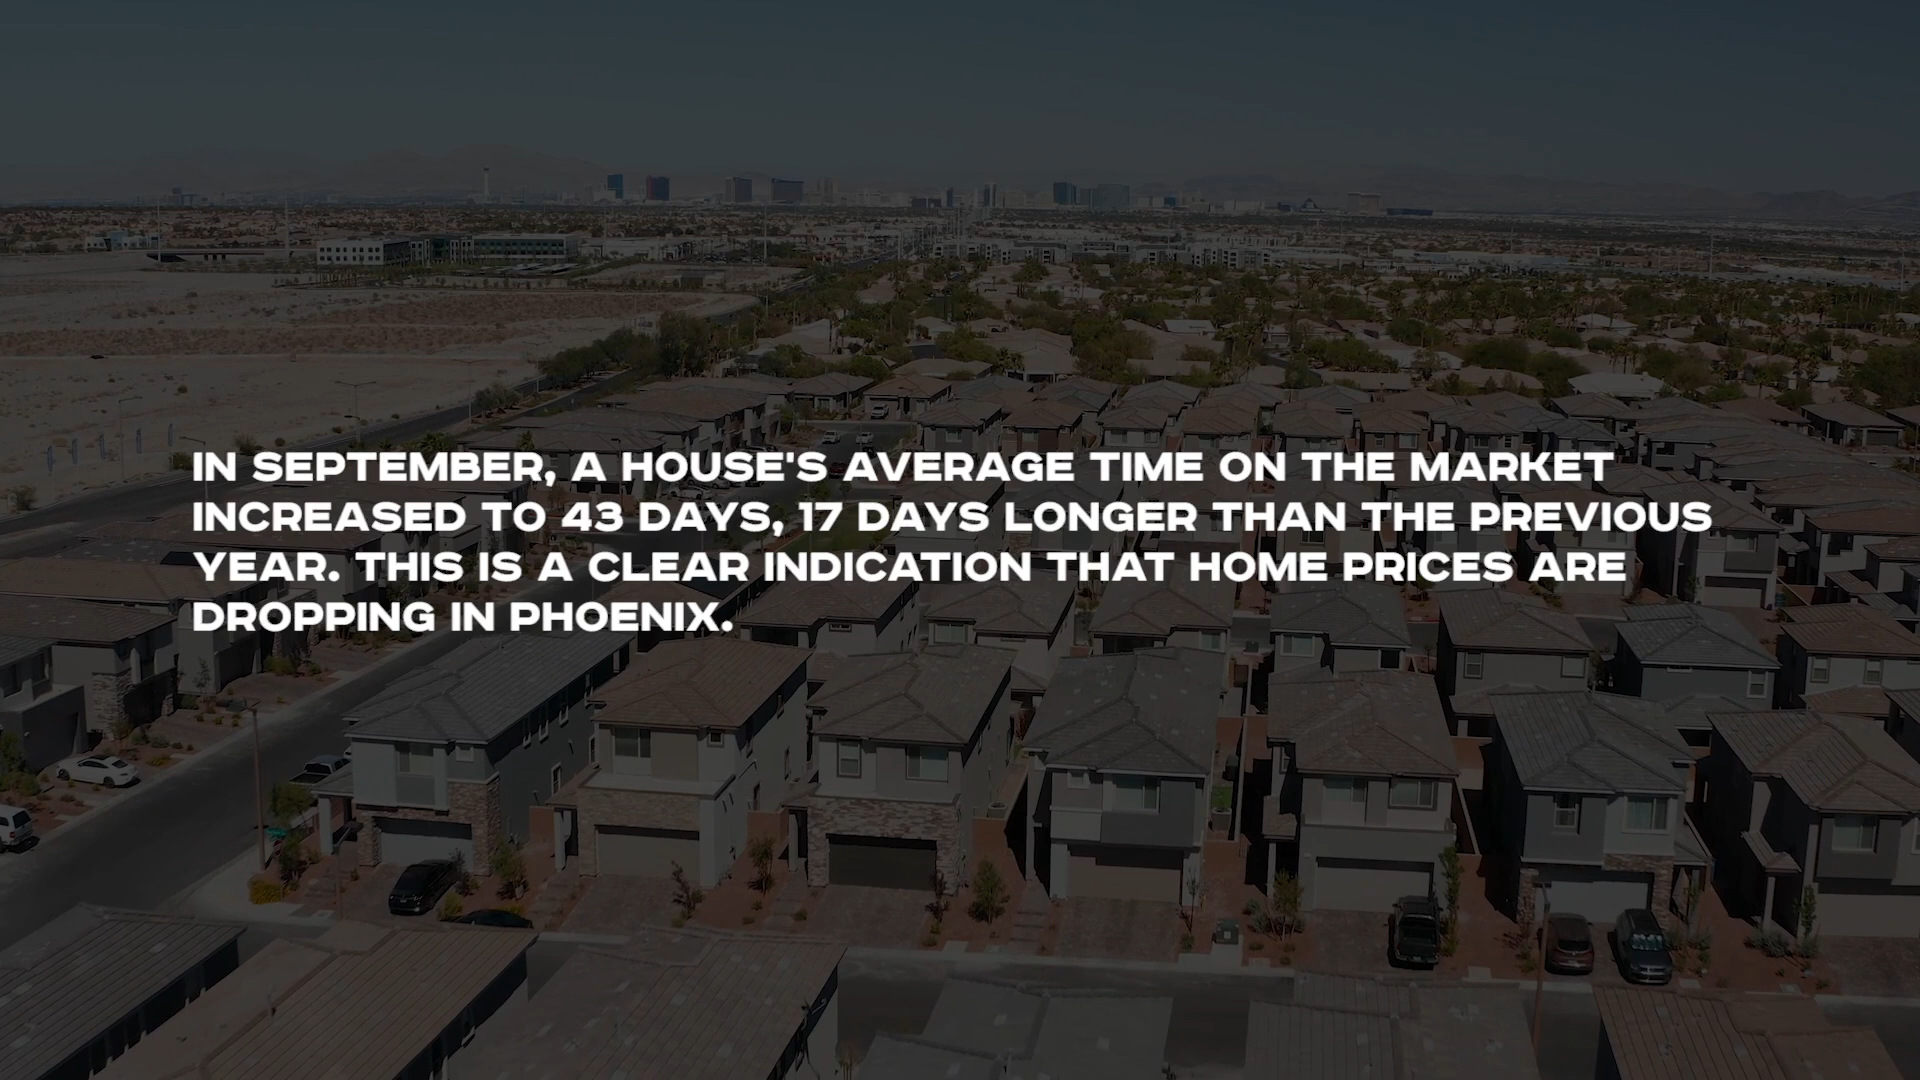 IN SEPTEMBER, A HOUSE'S AVERAGE TIME ON THE MARKET
INCREASED TO 43 DAYS, 17 DAYS LONGER THAN THE PREVIOUS
YEAR. THIS IS A CLEAR INDICATION THAT HOME PRICES ARE
DROPPING IN PHOENIX.